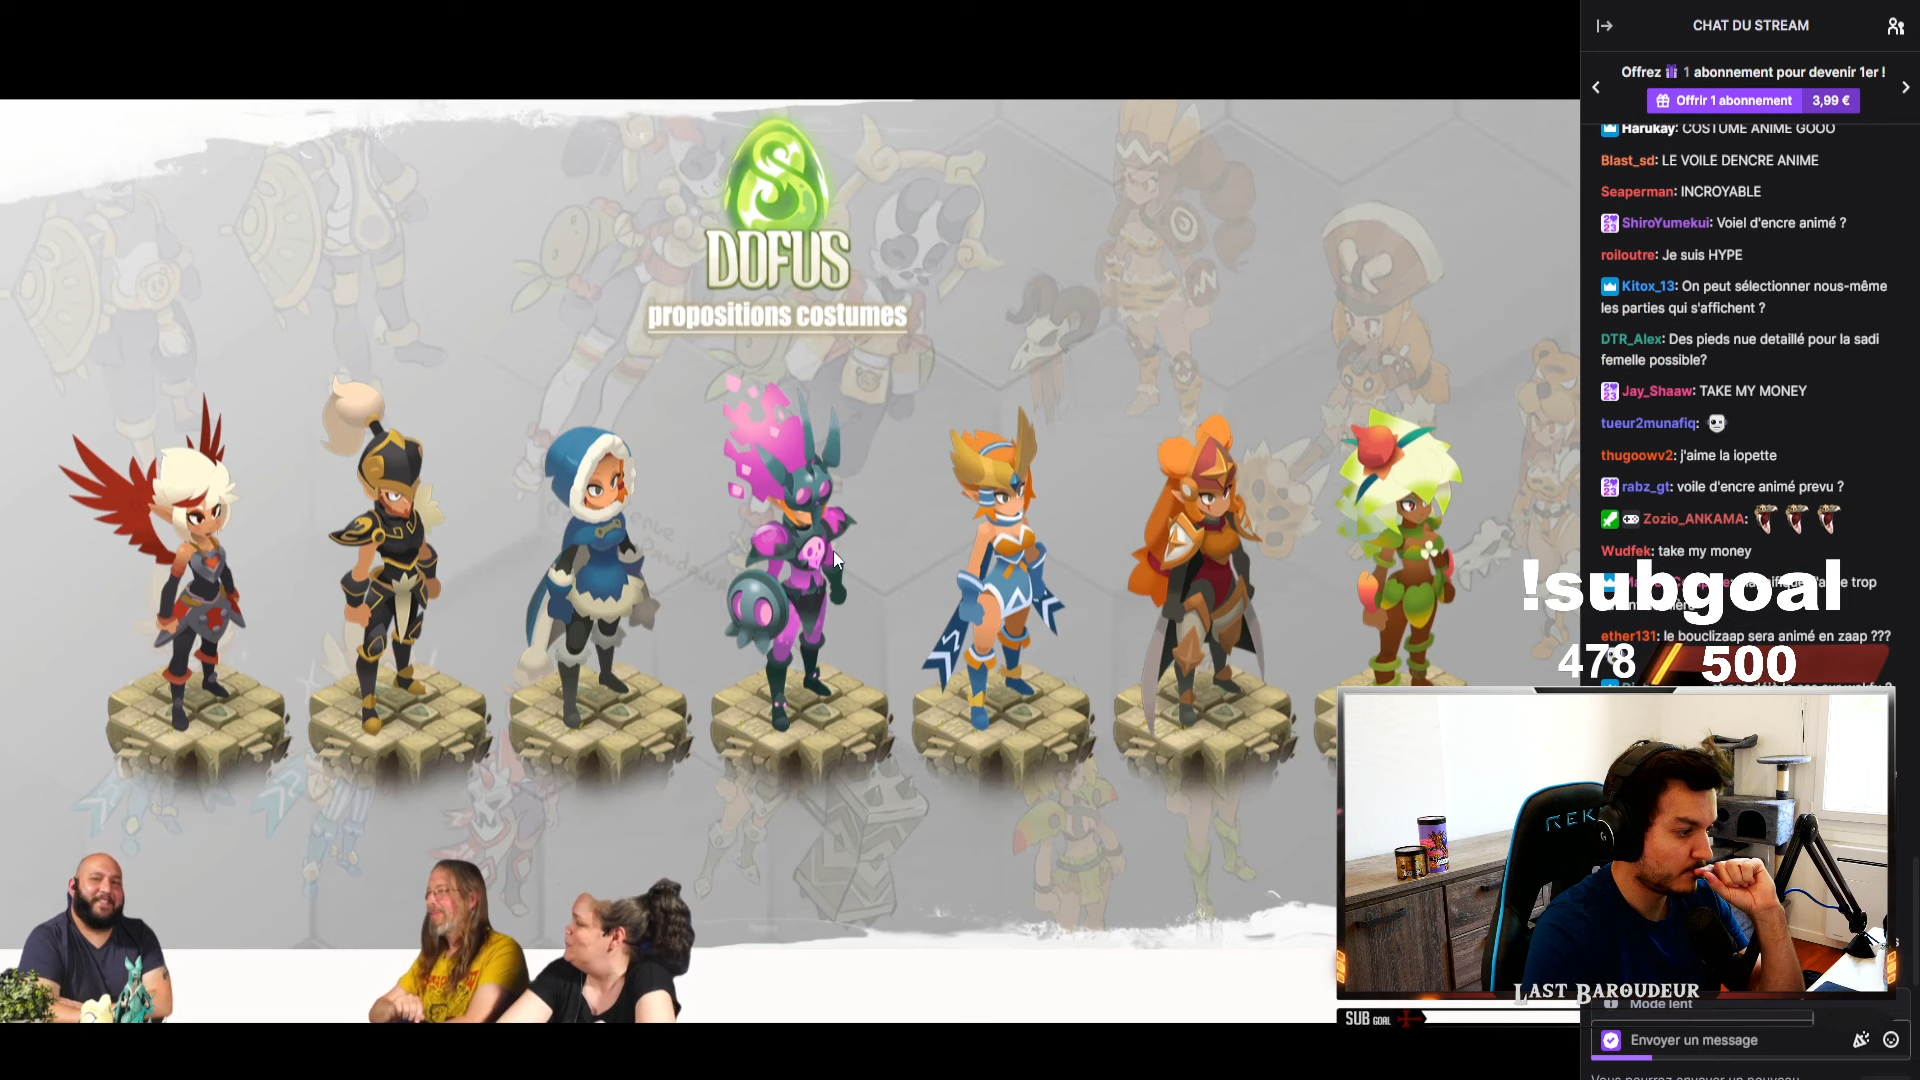 DOFUS
propositions costumes
CHAT DU STREAM
Offrez 1 abonnement pour devenir 1er !
Offrir 1 abonnement 3,99 €
Harukay: COSTUME ANIME GOOO
Blast_sd: LE VOILE DENCRE ANIME
Seaperman: INCROYABLE
ShiroYumekui: Voiel d'encre animé ?
roiloutre: Je suis HYPE
Kitox_13: On peut sélectionner nous-même
les parties qui s'affichent ?
DTR_Alex: Des pieds nue detaillé pour la sadi
femelle possible?
Jay_Shaaw: TAKE MY MONEY
tueur2munafiq:
thugoowv2: j'aime la iopette
rabz_gt: voile d'encre animé prevu ?
Zozio_ANKAMA:
Wudfek: take my money
trop
!subgoal
ether131: le bouclizaap sera animé en zaap ???
478 500
REK
LAST BAROUDEUR
Mode lent
SUB GOAL
Envoyer un message